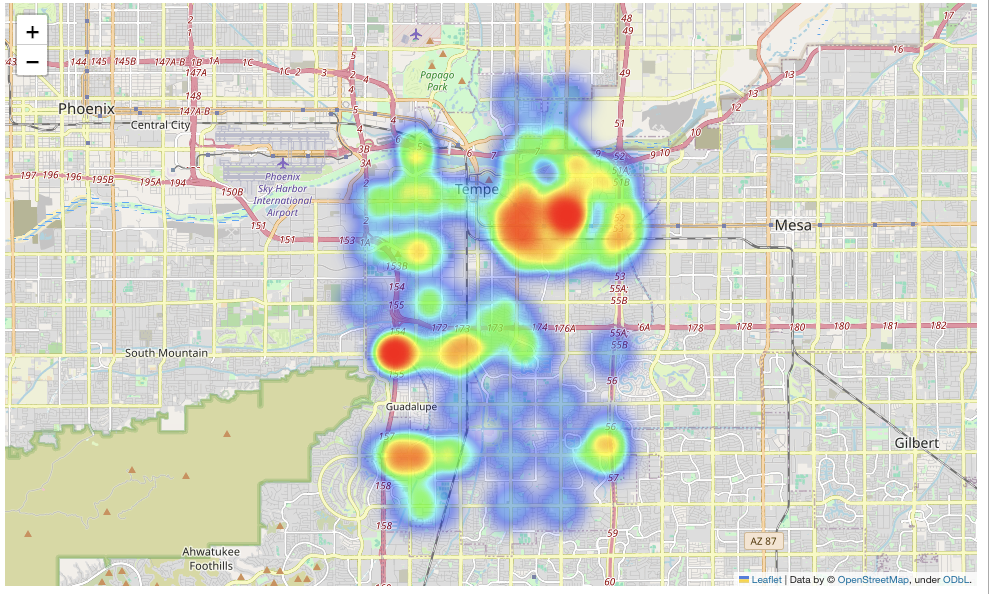 48
49
17
2
1
5
2
4
+
−
144
145
145B
147A-B
1B
1A
1C
1C
2
3
2
4
16
147A
49
13
13
Papago
Park
148
12
13
Phoenix
147A-B
5
4
51
Central City
10
3B
6
7
9
10
52
3A
51A
51B
197
196
195B
195A
194
150B
Phoenix
Sky Harbor
International
Airport
2
Tempe
151
151
153
Mesa
153B
53
154
55A;
55B
155
154
172
173
173
174
176A
55A
6A
178
178
180
180
181
182
55B
South Mountain
56
Guadalupe
157
56
Gilbert
158
57
158
59
AZ 87
Ahwatukee
Foothills
60
Leaflet | Data by © OpenStreetMap, under ODbL.